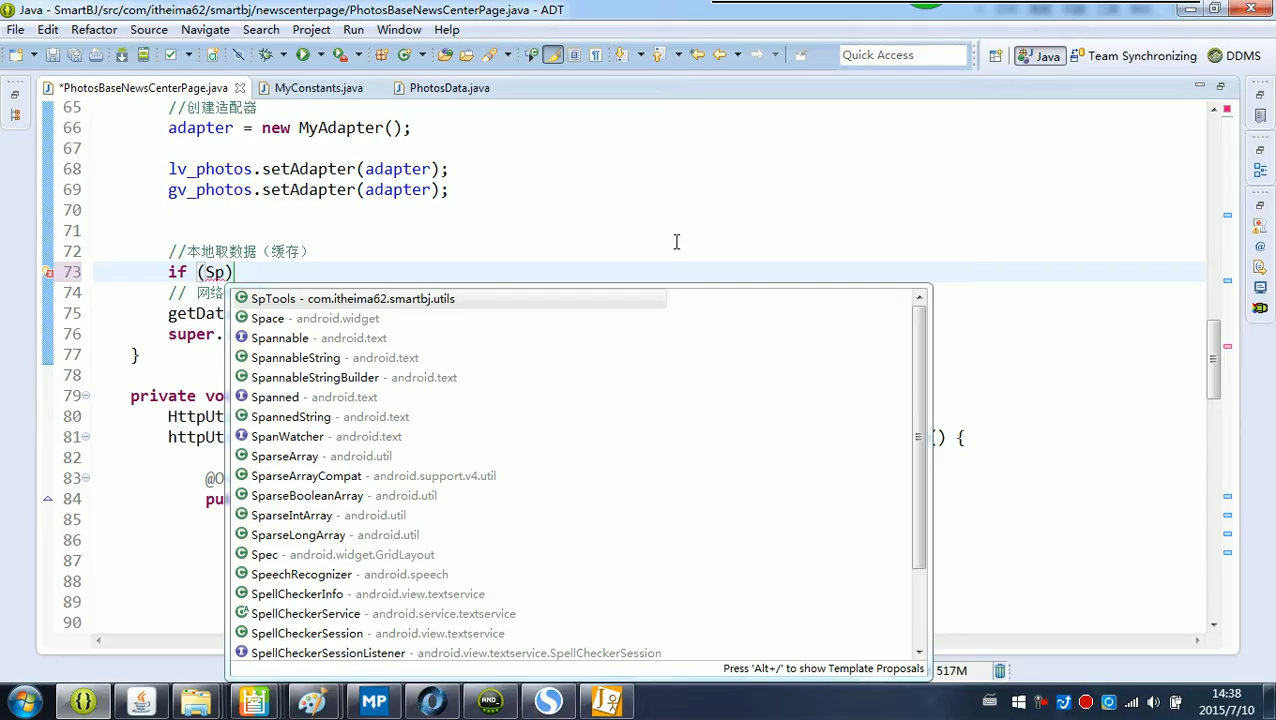 Java - SmartBJ/src/com/itheima62/smartbj/newscenterpage/PhotosBaseNewsCenterPage.java - ADT
File Edit Refactor Source Navigate Search Project Run Window Help
Quick Access Java Team Synchronizing DDMS
*PhotosBaseNewsCenterPage.java MyConstants.java PhotosData.java
65 //创建适配器
66 adapter = new MyAdapter();
67
68 lv_photos.setAdapter(adapter);
69 gv_photos.setAdapter(adapter);
70
71
72 //本地取数据（缓存）
73 if (Sp)
74 // 网络
75 getDat
76 super.
77 }
78
79 private vo
80 HttpUt
81 httpUt () {
82
83 @O
84 pu
85
86
87
88
89
90
SpTools - com.itheima62.smartbj.utils
Space - android.widget
Spannable - android.text
SpannableString - android.text
SpannableStringBuilder - android.text
Spanned - android.text
SpannedString - android.text
SpanWatcher - android.text
SparseArray - android.util
SparseArrayCompat - android.support.v4.util
SparseBooleanArray - android.util
SparseIntArray - android.util
SparseLongArray - android.util
Spec - android.widget.GridLayout
SpeechRecognizer - android.speech
SpellCheckerInfo - android.view.textservice
SpellCheckerService - android.service.textservice
SpellCheckerSession - android.view.textservice
SpellCheckerSessionListener - android.view.textservice.SpellCheckerSession
Press 'Alt+/' to show Template Proposals
517M
MP
14:38
2015/7/10